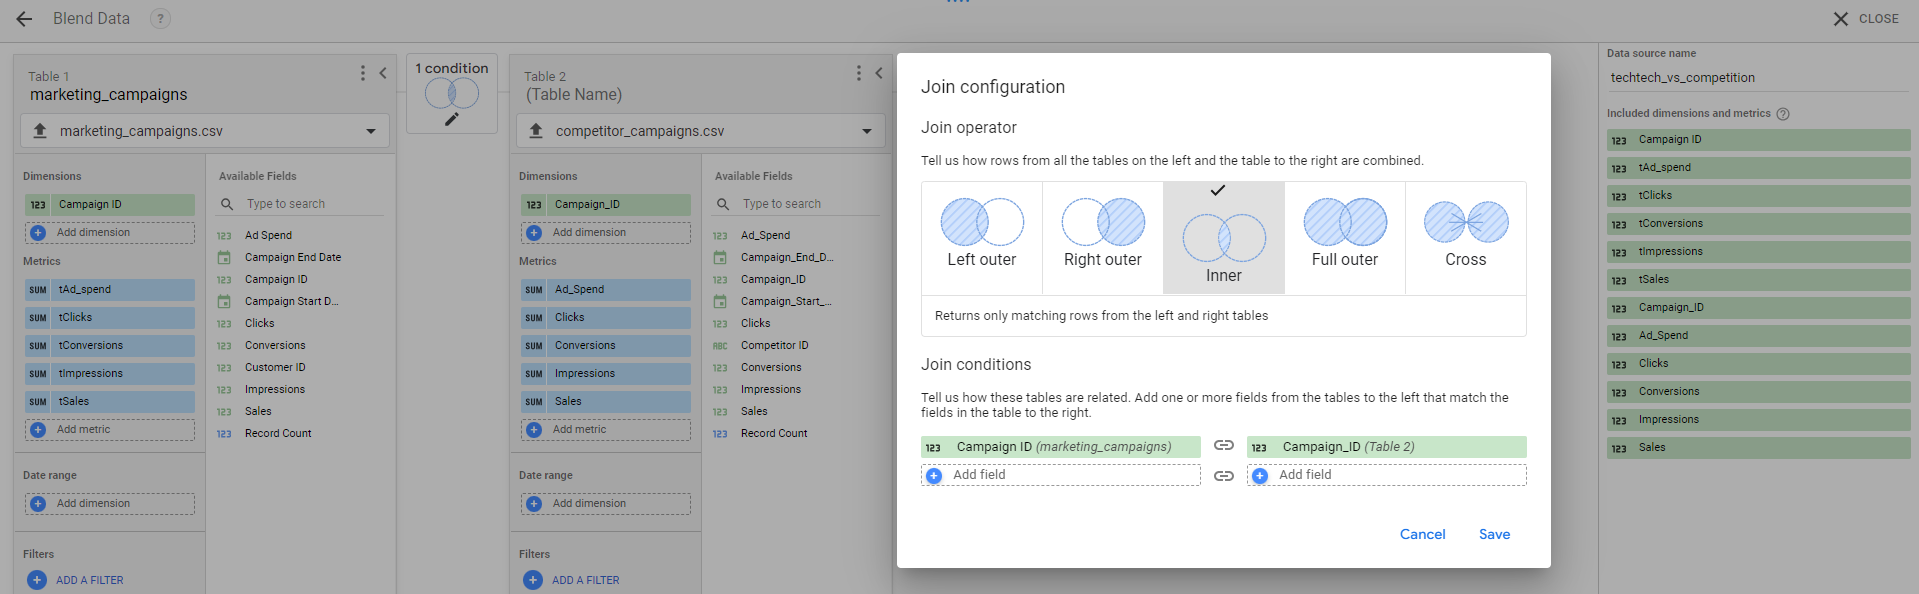 Blend Data ?
CLOSE
Table 1
marketing_campaigns
marketing_campaigns.csv
Dimensions
123 Campaign ID
Add dimension
Metrics
SUM tAd_spend
SUM tClicks
SUM tConversions
SUM tImpressions
SUM tSales
Add metric
Date range
Add dimension
Filters
ADD A FILTER
Available Fields
Type to search
123 Ad Spend
Campaign End Date
123 Campaign ID
Campaign Start D...
123 Clicks
123 Conversions
123 Customer ID
123 Impressions
123 Sales
123 Record Count
1 condition
Table 2
(Table Name)
competitor_campaigns.csv
Dimensions
123 Campaign_ID
Add dimension
Metrics
SUM Ad_Spend
SUM Clicks
SUM Conversions
SUM Impressions
SUM Sales
Add metric
Date range
Add dimension
Filters
ADD A FILTER
Available Fields
Type to search
123 Ad_Spend
Campaign_End_D...
123 Campaign_ID
Campaign_Start_...
123 Clicks
ABC Competitor ID
123 Conversions
123 Impressions
123 Sales
123 Record Count
Join configuration
Join operator
Tell us how rows from all the tables on the left and the table to the right are combined.
Left outer
Right outer
Inner
Full outer
Cross
Returns only matching rows from the left and right tables
Join conditions
Tell us how these tables are related. Add one or more fields from the tables to the left that match the
fields in the table to the right.
123 Campaign ID (marketing_campaigns)
123 Campaign_ID (Table 2)
Add field
Add field
Cancel
Save
Data source name
techtech_vs_competition
Included dimensions and metrics ?
123 Campaign ID
123 tAd_spend
123 tClicks
123 tConversions
123 tImpressions
123 tSales
123 Campaign_ID
123 Ad_Spend
123 Clicks
123 Conversions
123 Impressions
123 Sales